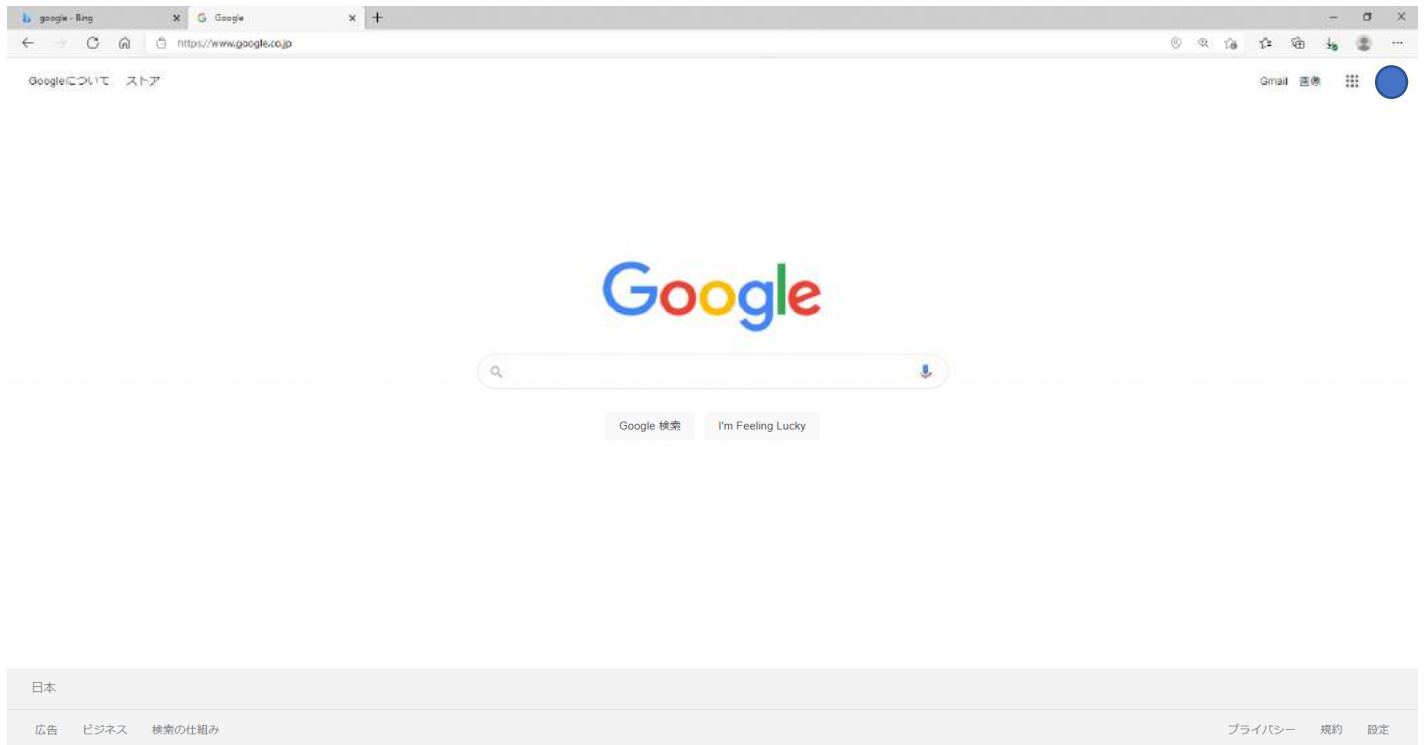 google - Bing
Google
https://www.google.co.jp
Googleについて ストア
Gmail 画像
Google
Google 検索 I'm Feeling Lucky
日本
広告 ビジネス 検索の仕組み
プライバシー 規約 設定